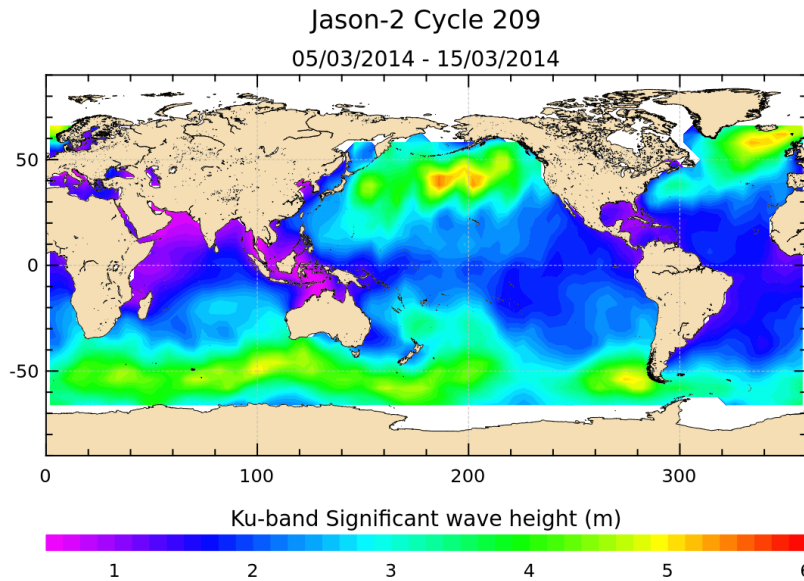 Jason-2 Cycle 209
05/03/2014 - 15/03/2014
50
0
-50
0 100 200 300
Ku-band Significant wave height (m)
1 2 3 4 5 6